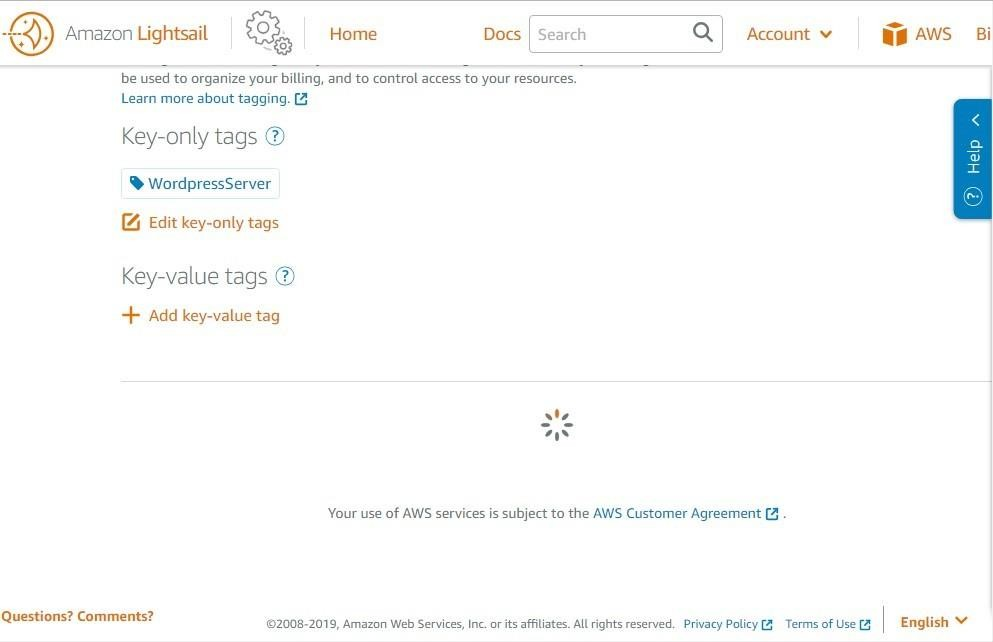 Amazon Lightsail
Home
Docs
Search
Account
AWS
Bi
be used to organize your billing, and to control access to your resources.
Learn more about tagging.
Key-only tags ?
WordpressServer
Edit key-only tags
Key-value tags ?
+ Add key-value tag
Help ?
Your use of AWS services is subject to the AWS Customer Agreement .
Questions? Comments?
©2008-2019, Amazon Web Services, Inc. or its affiliates. All rights reserved. Privacy Policy Terms of Use
English